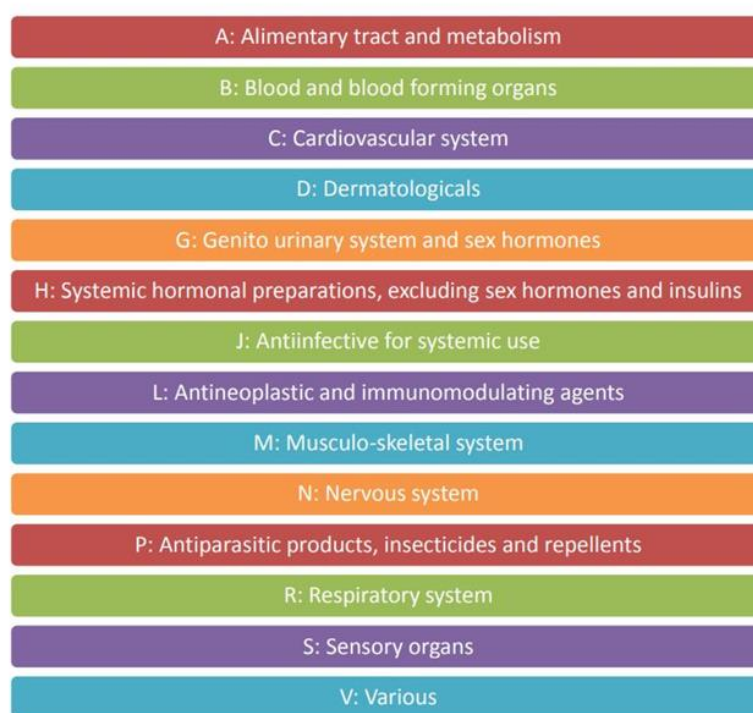 A: Alimentary tract and metabolism
B: Blood and blood forming organs
C: Cardiovascular system
D: Dermatologicals
G: Genito urinary system and sex hormones
H: Systemic hormonal preparations, excluding sex hormones and insulins
J: Antiinfective for systemic use
L: Antineoplastic and immunomodulating agents
M: Musculo-skeletal system
N: Nervous system
P: Antiparasitic products, insecticides and repellents
R: Respiratory system
S: Sensory organs
V: Various